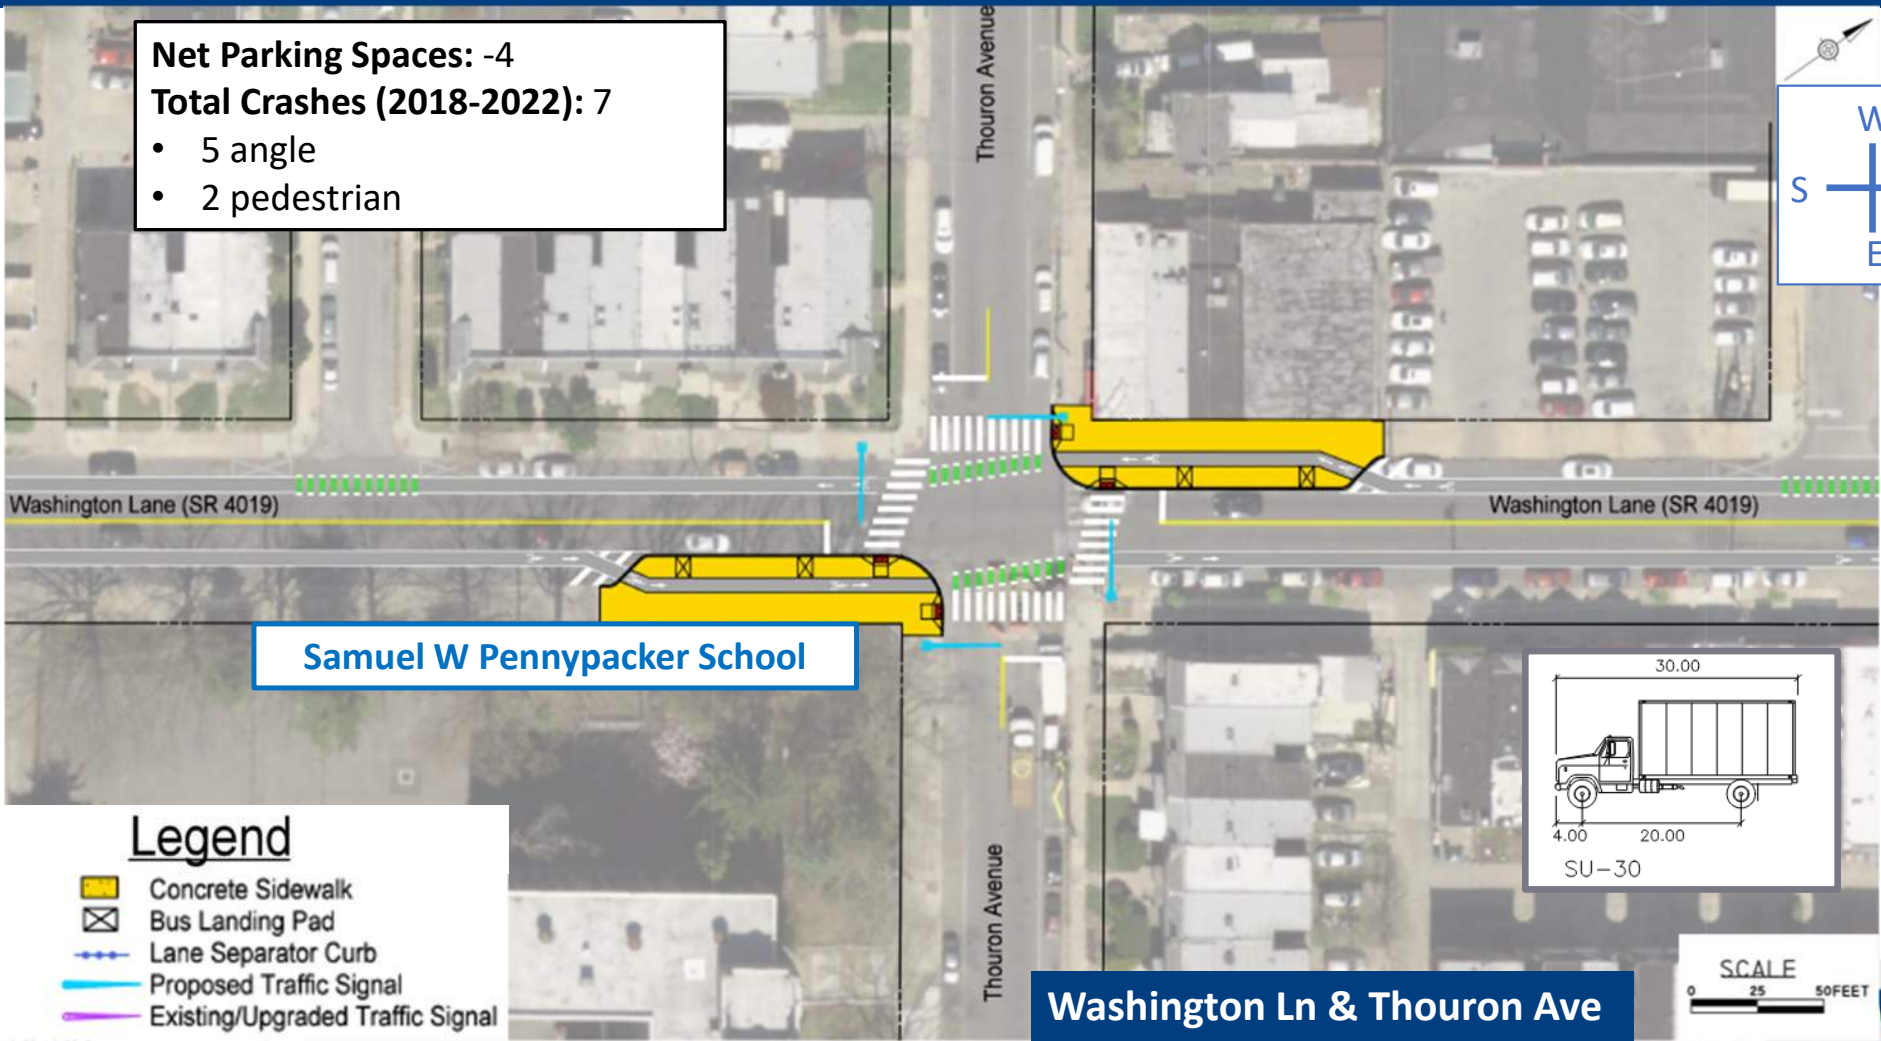 Net Parking Spaces: -4
Total Crashes (2018-2022): 7
• 5 angle
• 2 pedestrian
Thouron Avenue
W
S
E
Washington Lane (SR 4019)
Washington Lane (SR 4019)
Samuel W Pennypacker School
30.00
4.00
20.00
SU-30
Legend
Concrete Sidewalk
Bus Landing Pad
Lane Separator Curb
Proposed Traffic Signal
Existing/Upgraded Traffic Signal
Thouron Avenue
Washington Ln & Thouron Ave
SCALE
0 25 50FEET